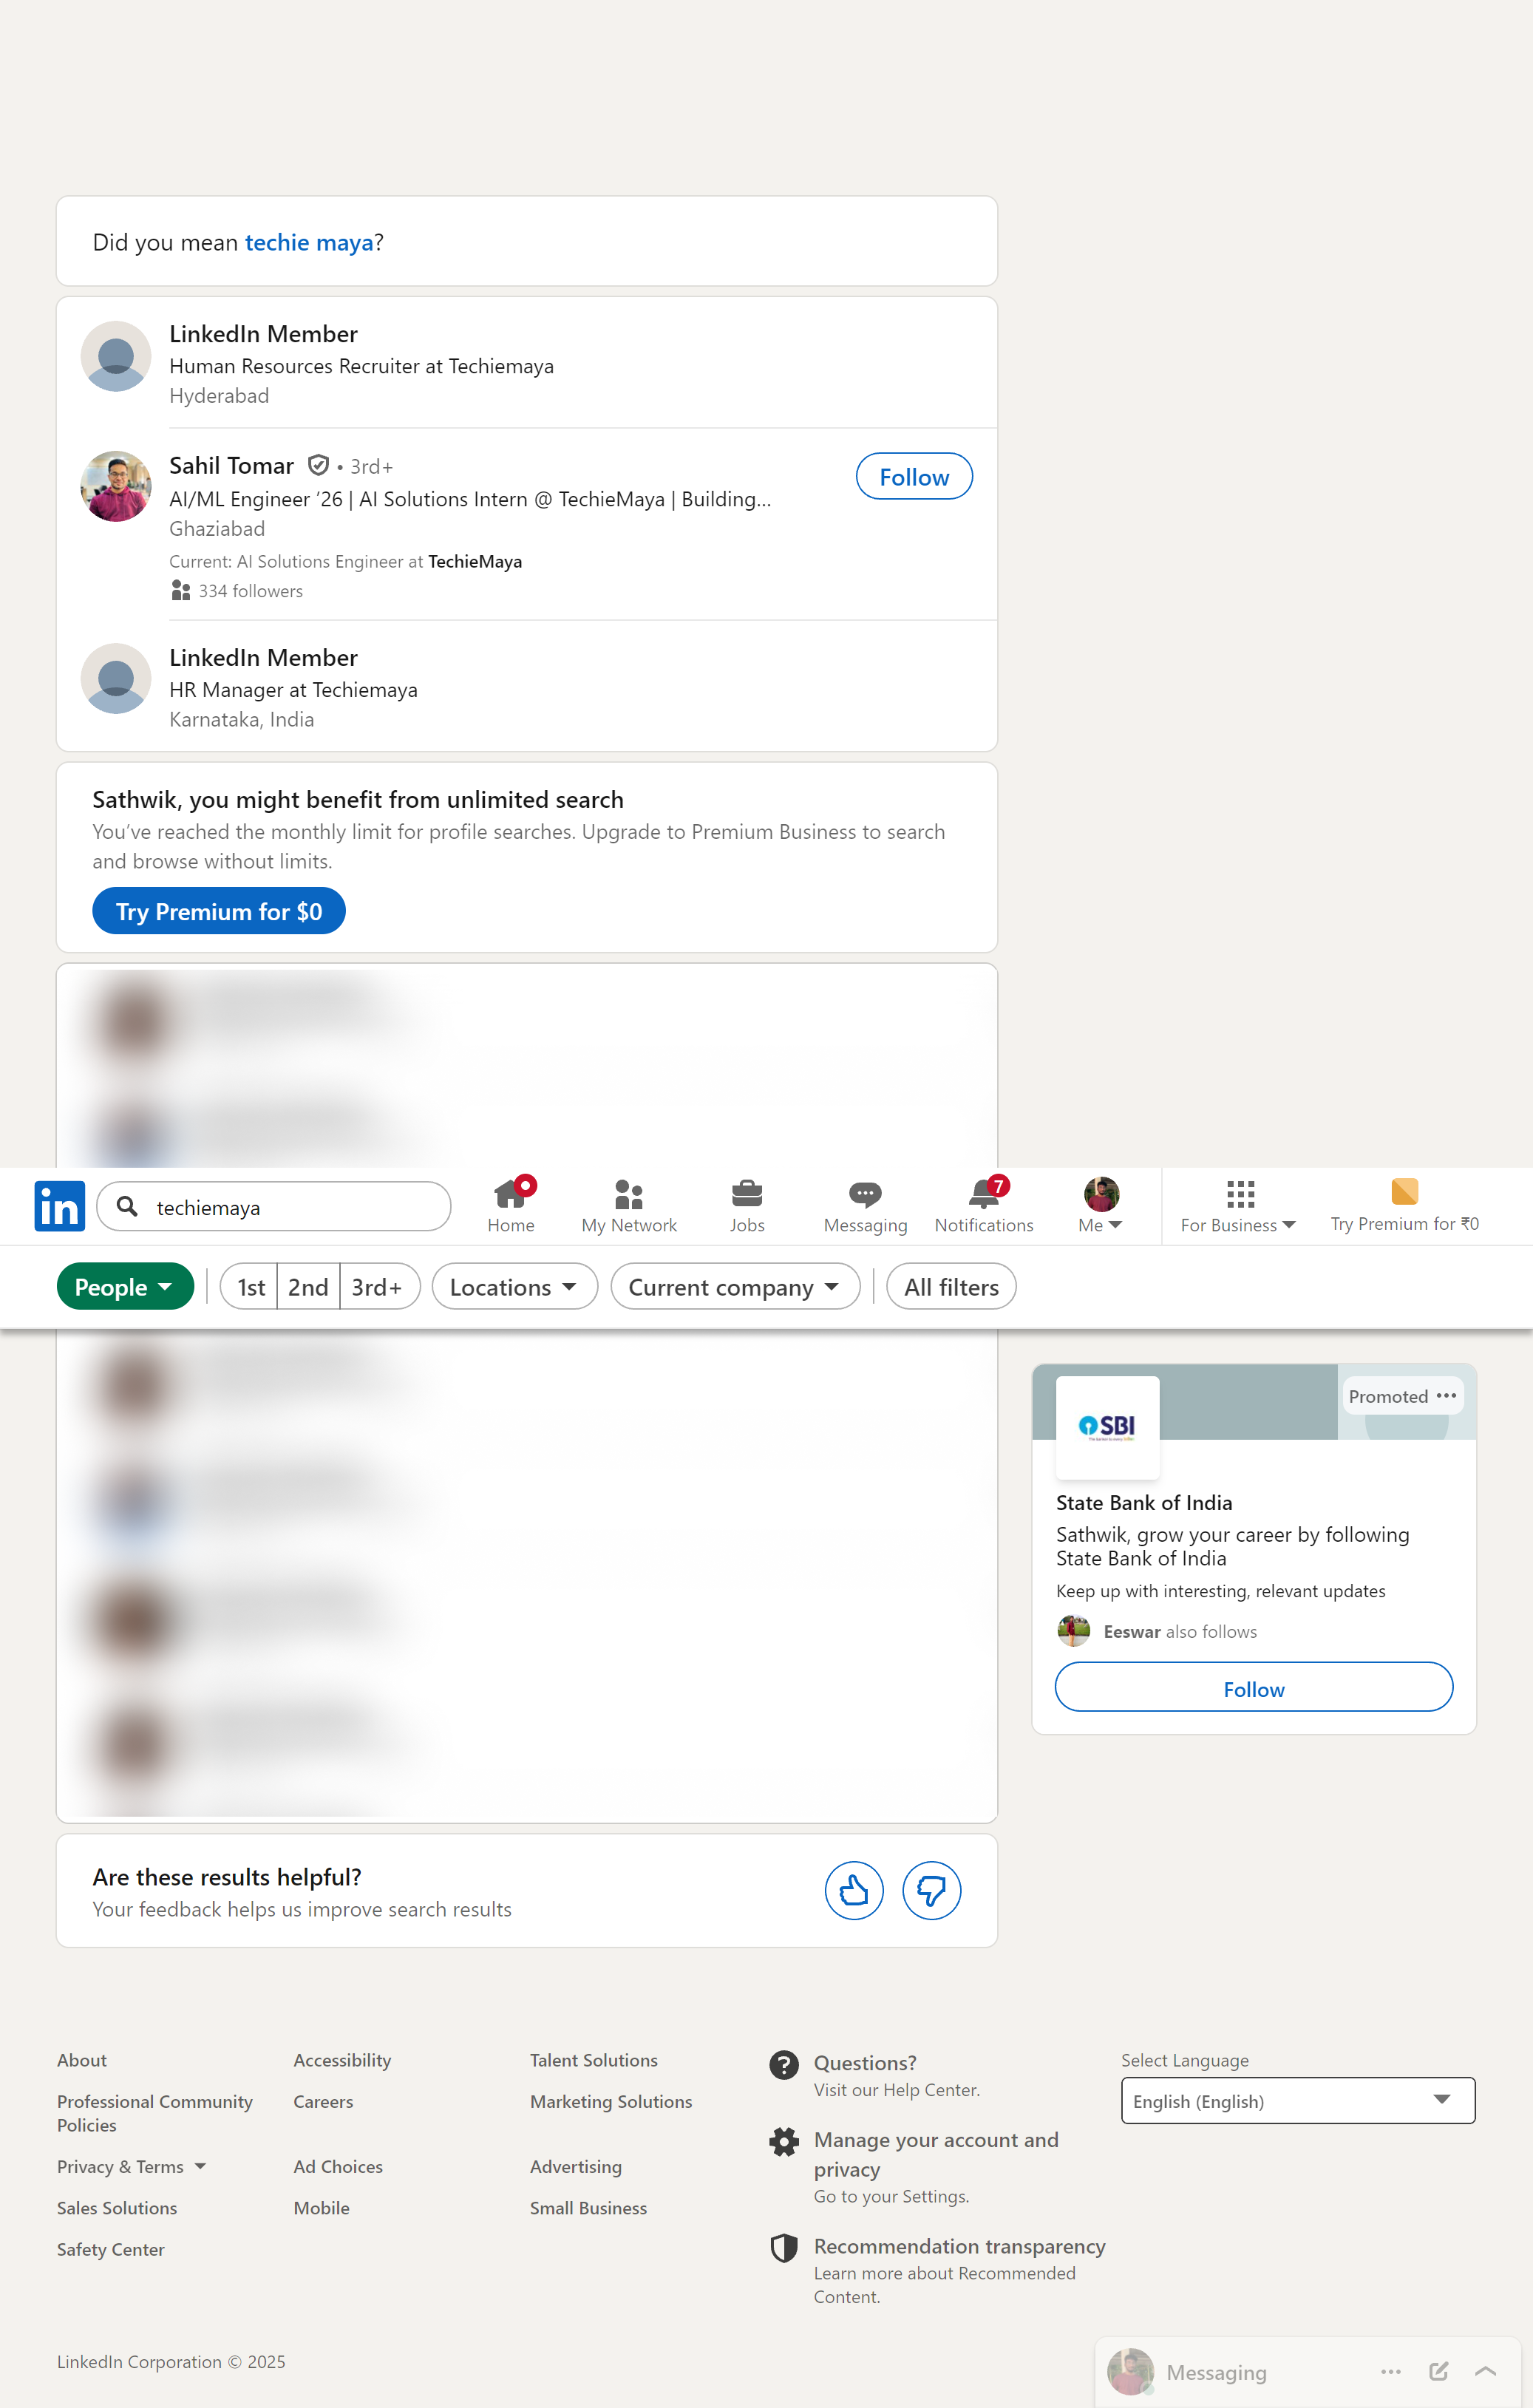 Did you mean techie maya?
LinkedIn Member
Human Resources Recruiter at Techiemaya
Hyderabad
Sahil Tomar • 3rd+
Follow
AI/ML Engineer ’26 | AI Solutions Intern @ TechieMaya | Building...
Ghaziabad
Current: AI Solutions Engineer at TechieMaya
334 followers
LinkedIn Member
HR Manager at Techiemaya
Karnataka, India
Sathwik, you might benefit from unlimited search
You’ve reached the monthly limit for profile searches. Upgrade to Premium Business to search
and browse without limits.
Try Premium for $0
in
techiemaya
Home
My Network
Jobs
Messaging
7
Notifications
Me
For Business
Try Premium for ₹0
People
1st
2nd
3rd+
Locations
Current company
All filters
Promoted
SBI
State Bank of India
Sathwik, grow your career by following
State Bank of India
Keep up with interesting, relevant updates
Eeswar also follows
Follow
Are these results helpful?
Your feedback helps us improve search results
About
Accessibility
Talent Solutions
Professional Community
Policies
Careers
Marketing Solutions
Privacy & Terms
Ad Choices
Advertising
Sales Solutions
Mobile
Small Business
Safety Center
Questions?
Visit our Help Center.
Manage your account and
privacy
Go to your Settings.
Recommendation transparency
Learn more about Recommended
Content.
Select Language
English (English)
LinkedIn Corporation © 2025
Messaging